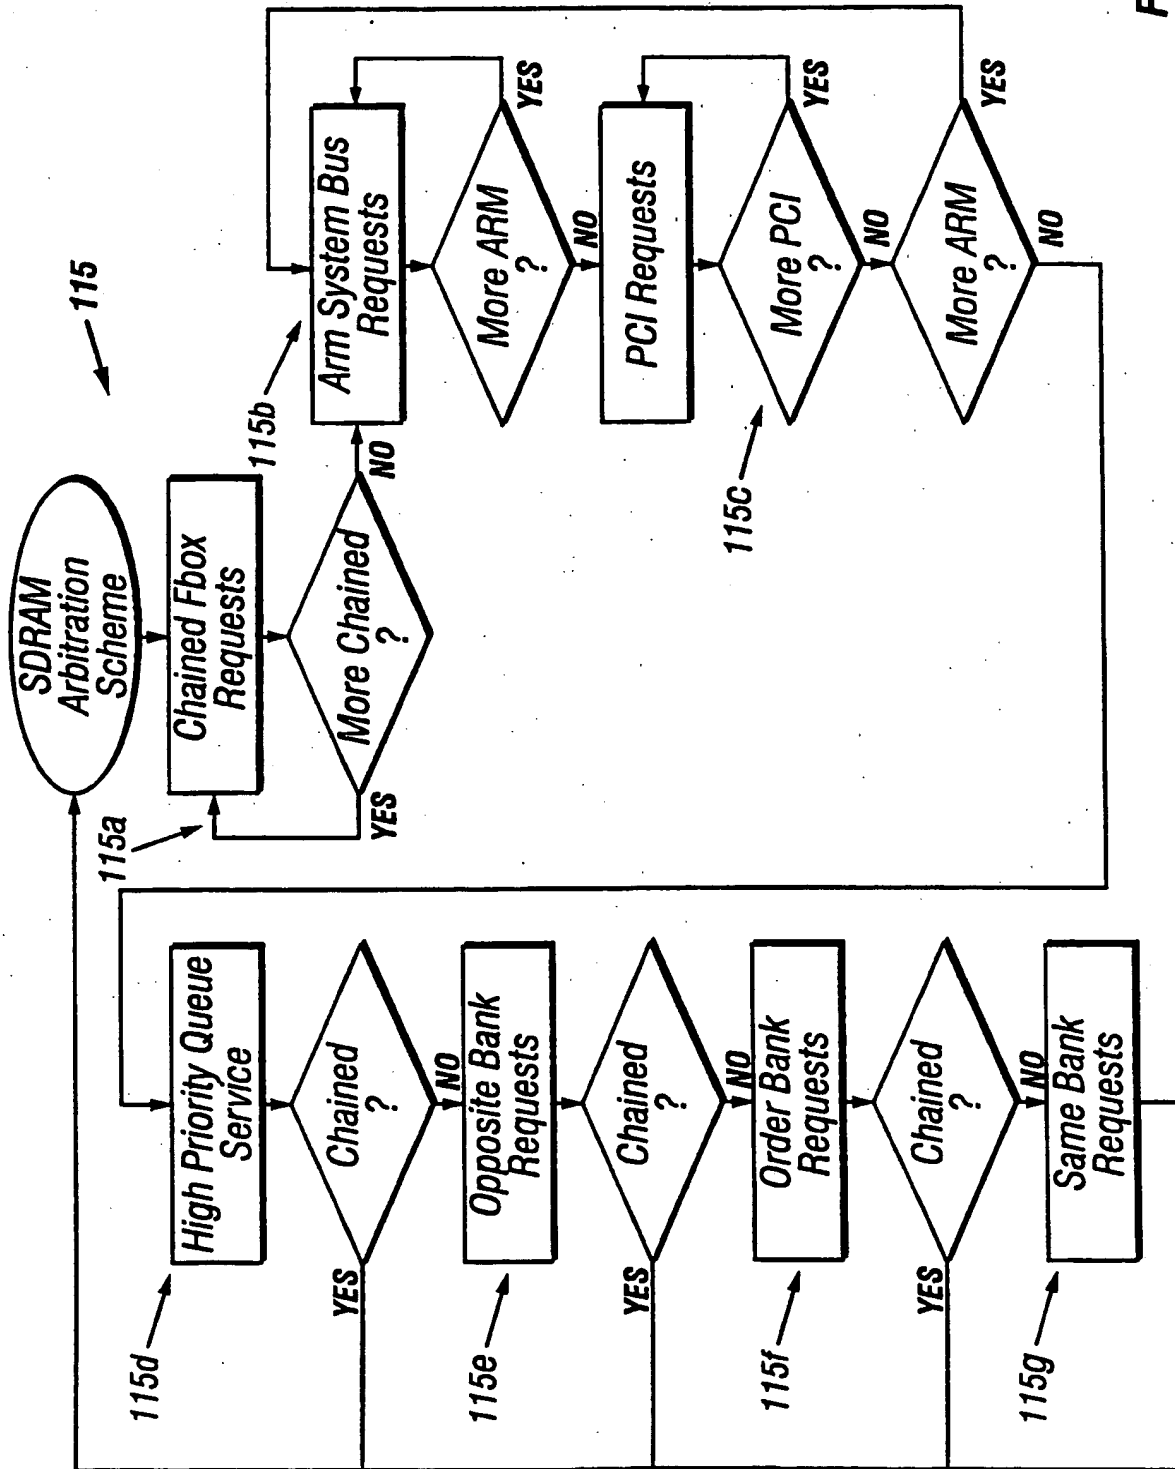 115
SDRAM
Arbitration
Scheme
115a
Chained Fbox
Requests
More Chained
?
YES
NO
115b
Arm System Bus
Requests
More ARM
?
YES
NO
PCI Requests
115c
More PCI
?
YES
NO
More ARM
?
YES
NO
115d
High Priority Queue
Service
Chained
?
YES
NO
115e
Opposite Bank
Requests
Chained
?
YES
NO
115f
Order Bank
Requests
Chained
?
YES
NO
115g
Same Bank
Requests